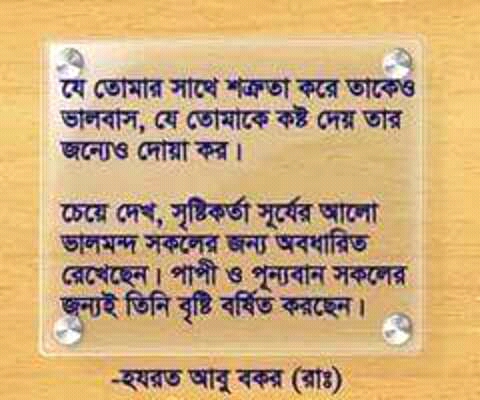 যে তোমার সাথে শত্রুতা করে তাকেও
ভালবাস, যে তোমাকে কষ্ট দেয় তার
জন্যেও দোয়া কর।
চেয়ে দেখ, সৃষ্টিকর্তা সূর্যের আলো
ভালমন্দ সকলের জন্য অবধারিত
রেখেছেন। পাপী ও পূন্যবান সকলের
জন্যই তিনি বৃষ্টি বর্ষিত করছেন।
-হযরত আবু বকর (রাঃ)